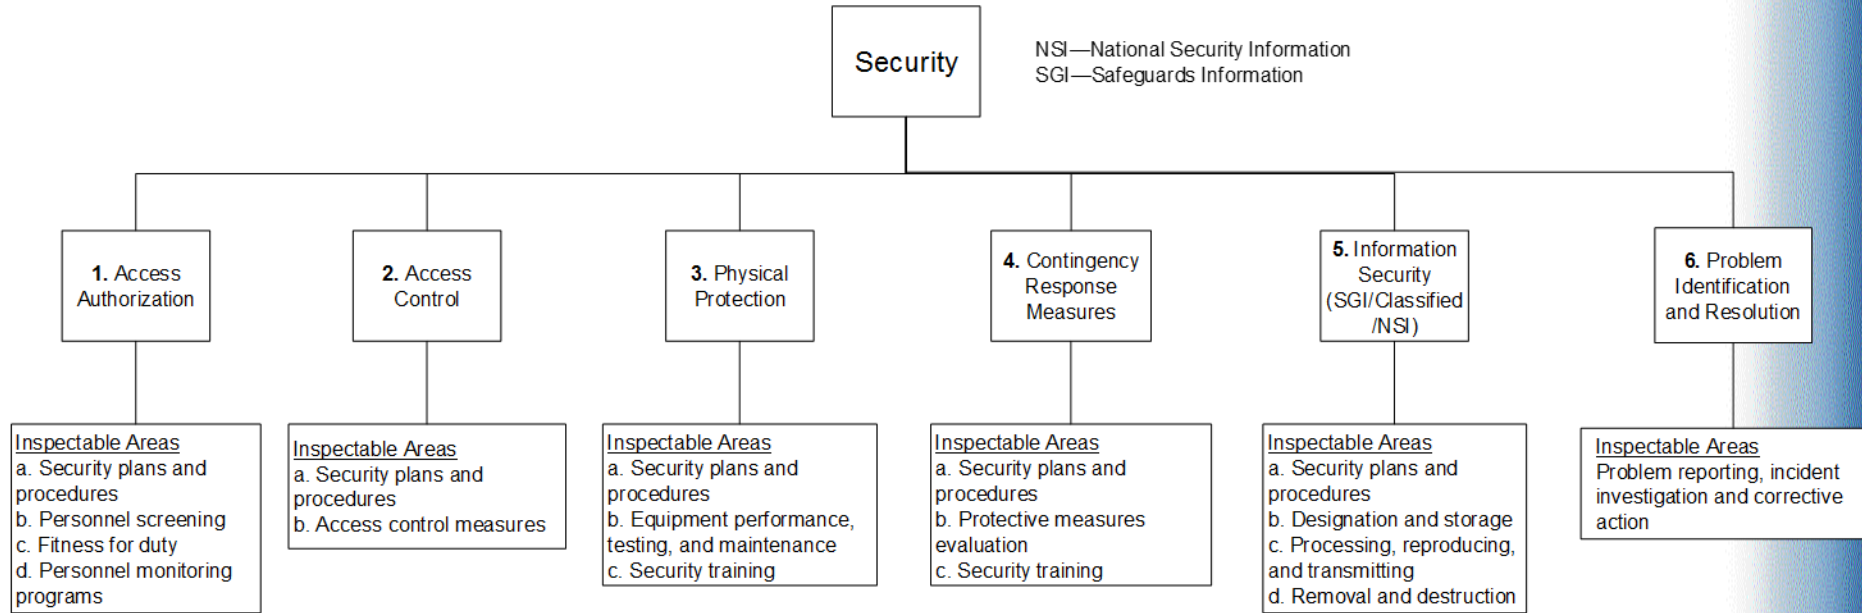 Security
NSI—National Security Information
SGI—Safeguards Information
1. Access
Authorization
2. Access
Control
3. Physical
Protection
4. Contingency
Response
Measures
5. Information
Security
(SGI/Classified
/NSI)
6. Problem
Identification
and Resolution
Inspectable Areas
a. Security plans and
procedures
b. Personnel screening
c. Fitness for duty
d. Personnel monitoring
programs
Inspectable Areas
a. Security plans and
procedures
b. Access control measures
Inspectable Areas
a. Security plans and
procedures
b. Equipment performance,
testing, and maintenance
c. Security training
Inspectable Areas
a. Security plans and
procedures
b. Protective measures
evaluation
c. Security training
Inspectable Areas
a. Security plans and
procedures
b. Designation and storage
c. Processing, reproducing,
and transmitting
d. Removal and destruction
Inspectable Areas
Problem reporting, incident
investigation and corrective
action